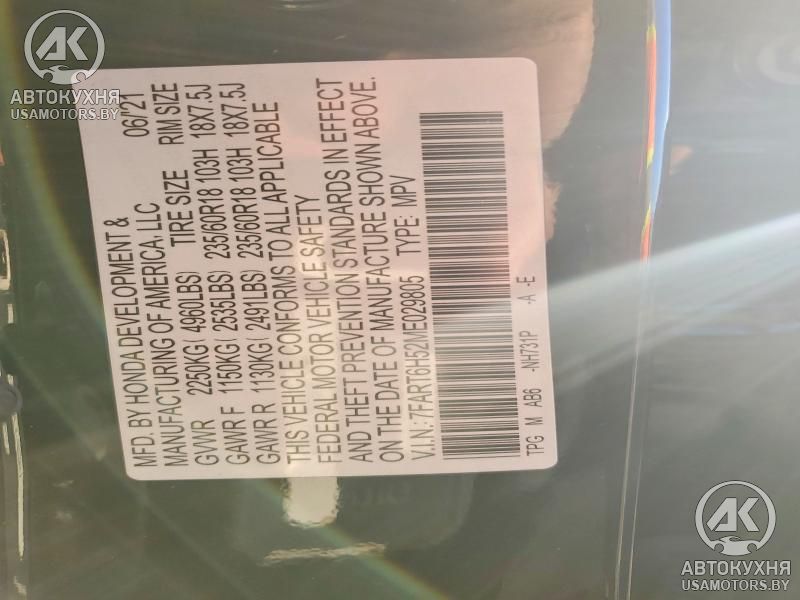 AK
АВТОКУХНЯ
USAMOTORS.BY
MFD. BY HONDA DEVELOPMENT &
MANUFACTURING OF AMERICA, LLC 06/21
GVWR 2250KG( 4960LBS) TIRE SIZE RIM SIZE
GAWR F 1150KG( 2535LBS) 235/60R18 103H 18X7.5J
GAWR R 1130KG( 2491LBS) 235/60R18 103H 18X7.5J
THIS VEHICLE CONFORMS TO ALL APPLICABLE
FEDERAL MOTOR VEHICLE SAFETY
AND THEFT PREVENTION STANDARDS IN EFFECT
ON THE DATE OF MANUFACTURE SHOWN ABOVE.
V.I.N.:7FART6H52ME029805 TYPE: MPV
TPG M AB6 -NH731P -A -E
AK
АВТОКУХНЯ
USAMOTORS.BY